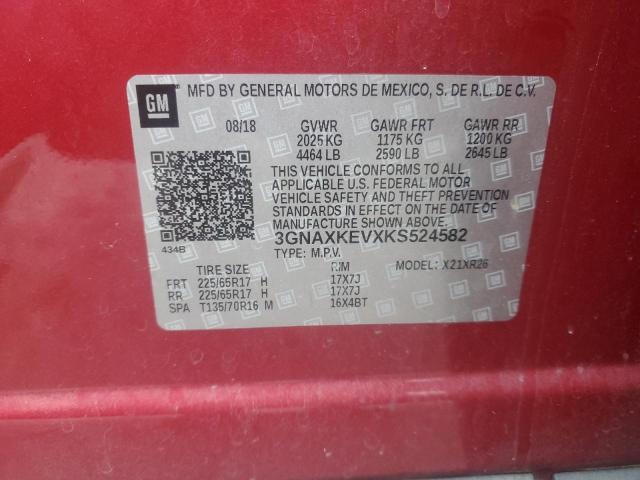 GM
MFD BY GENERAL MOTORS DE MEXICO, S. DE R.L. DE C.V.
08/18 GVWR GAWR FRT GAWR RR
2025 KG 1175 KG 1200 KG
4464 LB 2590 LB 2645 LB
THIS VEHICLE CONFORMS TO ALL
APPLICABLE U.S. FEDERAL MOTOR
VEHICLE SAFETY AND THEFT PREVENTION
STANDARDS IN EFFECT ON THE DATE OF
MANUFACTURE SHOWN ABOVE.
434B 3GNAXKEVXKS524582
TYPE: M.P.V. MODEL: X21XR26
TIRE SIZE RIM
FRT 225/65R17 H 17X7J
RR 225/65R17 H 17X7J
SPA T135/70R16 M 16X4BT